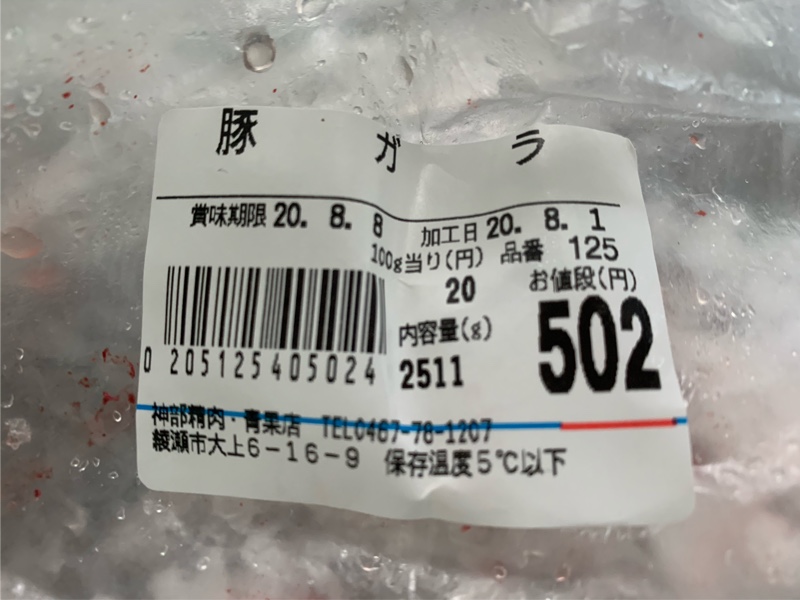 豚 ガ ラ
賞味期限 20. 8. 8 加工日 20. 8. 1
100g当り(円) 品番 125
20 お値段(円)
内容量(g) 502
2511
0 205125 405024
神部精肉・青果店 TEL0467-78-1207
綾瀬市大上6-16-9 保存温度5℃以下